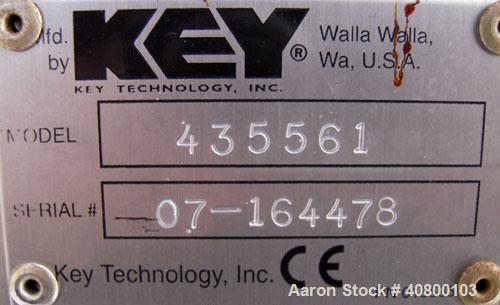 Mfd. by KEY® Walla Walla, Wa, U.S.A.
KEY TECHNOLOGY, INC.
MODEL 435561
SERIAL # 07-164478
Key Technology, Inc. CE
Aaron Stock # 40800103